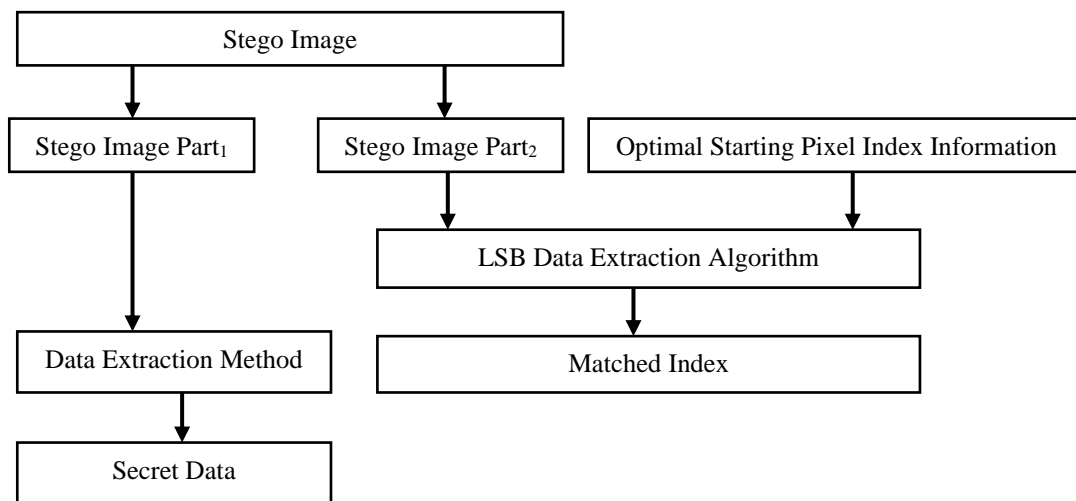 Stego Image
Stego Image Part₁
Stego Image Part₂
Optimal Starting Pixel Index Information
LSB Data Extraction Algorithm
Data Extraction Method
Matched Index
Secret Data